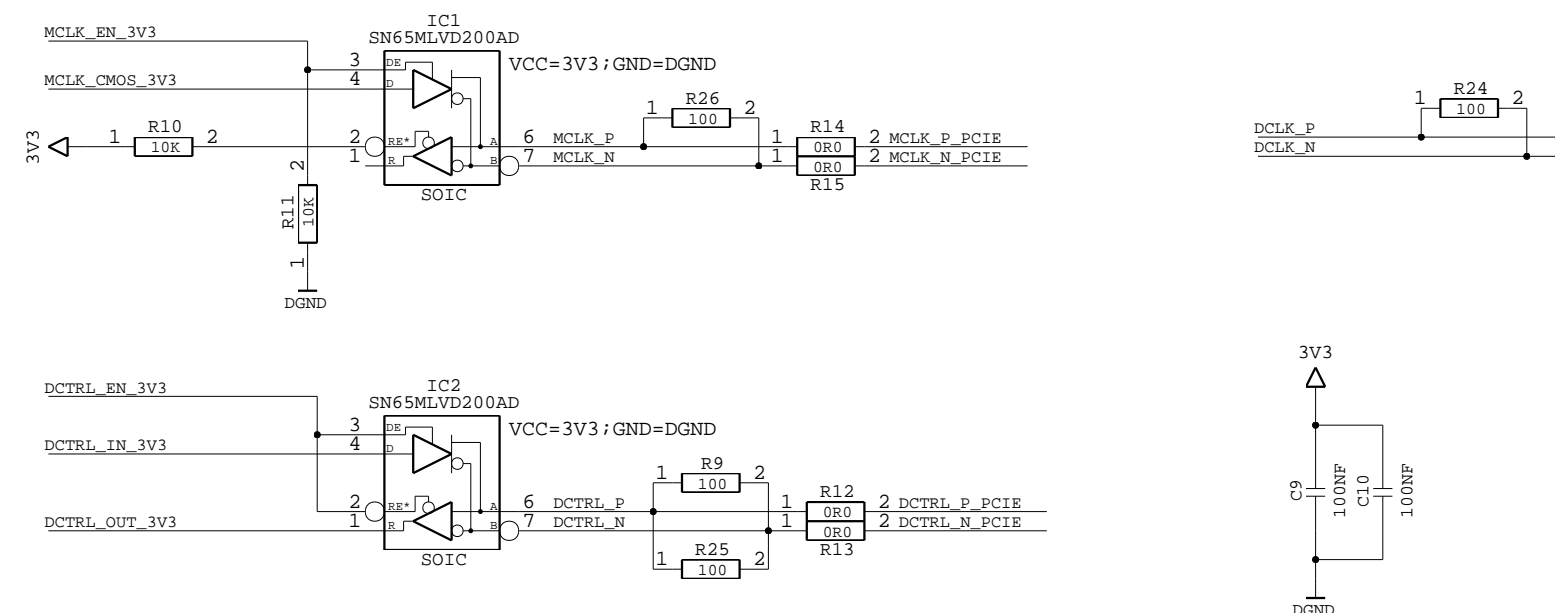 IC1
SN65MLVD200AD
MCLK_EN_3V3
VCC=3V3;GND=DGND
3 DE
MCLK_CMOS_3V3 4 D
3V3 1 R10 2 10K
2 RE* A 6 MCLK_P
1 R B 7 MCLK_N
SOIC
1 R26 2
100
1 R14 2 MCLK_P_PCIE
0R0
1 0R0 2 MCLK_N_PCIE
R15
2
R11
10K
1
DGND
1 R24 2
100
DCLK_P
DCLK_N
IC2
SN65MLVD200AD
DCTRL_EN_3V3
VCC=3V3;GND=DGND
3 DE
DCTRL_IN_3V3 4 D
2 RE* A 6 DCTRL_P
DCTRL_OUT_3V3 1 R B 7 DCTRL_N
SOIC
1 R9 2
100
1 R25 2
100
1 R12 2 DCTRL_P_PCIE
0R0
1 0R0 2 DCTRL_N_PCIE
R13
3V3
C9
100NF
C10
100NF
DGND